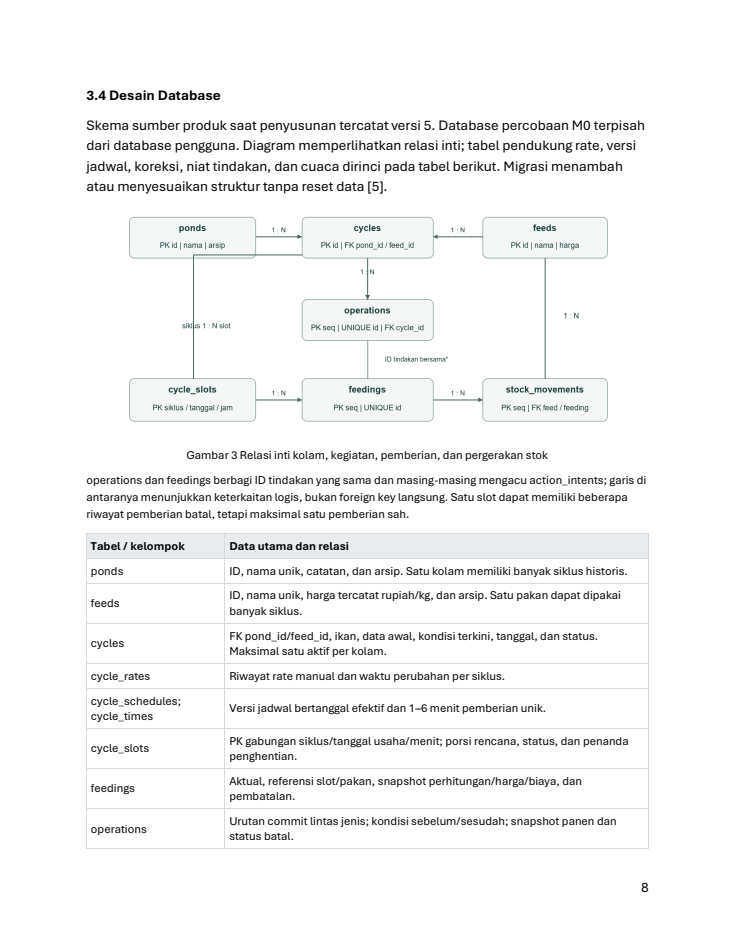 3.4 Desain Database
Skema sumber produk saat penyusunan tercatat versi 5. Database percobaan M0 terpisah
dari database pengguna. Diagram memperlihatkan relasi inti; tabel pendukung rate, versi
jadwal, koreksi, niat tindakan, dan cuaca dirinci pada tabel berikut. Migrasi menambah
atau menyesuaikan struktur tanpa reset data [5].
ponds
PK id | nama | arsip
1 : N
cycles
PK id | FK pond_id / feed_id
1 : N
feeds
PK id | nama | harga
1 : N
operations
PK seq | UNIQUE id | FK cycle_id
1 : N
siklus 1 : N slot
ID tindakan bersama*
cycle_slots
PK siklus / tanggal / jam
1 : N
feedings
PK seq | UNIQUE id
1 : N
stock_movements
PK seq | FK feed / feeding
Gambar 3 Relasi inti kolam, kegiatan, pemberian, dan pergerakan stok
operations dan feedings berbagi ID tindakan yang sama dan masing-masing mengacu action_intents; garis di
antaranya menunjukkan keterkaitan logis, bukan foreign key langsung. Satu slot dapat memiliki beberapa
riwayat pemberian batal, tetapi maksimal satu pemberian sah.
Tabel / kelompok
Data utama dan relasi
ponds
ID, nama unik, catatan, dan arsip. Satu kolam memiliki banyak siklus historis.
feeds
ID, nama unik, harga tercatat rupiah/kg, dan arsip. Satu pakan dapat dipakai
banyak siklus.
cycles
FK pond_id/feed_id, ikan, data awal, kondisi terkini, tanggal, dan status.
Maksimal satu aktif per kolam.
cycle_rates
Riwayat rate manual dan waktu perubahan per siklus.
cycle_schedules;
cycle_times
Versi jadwal bertanggal efektif dan 1–6 menit pemberian unik.
cycle_slots
PK gabungan siklus/tanggal usaha/menit; porsi rencana, status, dan penanda
penghentian.
feedings
Aktual, referensi slot/pakan, snapshot perhitungan/harga/biaya, dan
pembatalan.
operations
Urutan commit lintas jenis; kondisi sebelum/sesudah; snapshot panen dan
status batal.
8